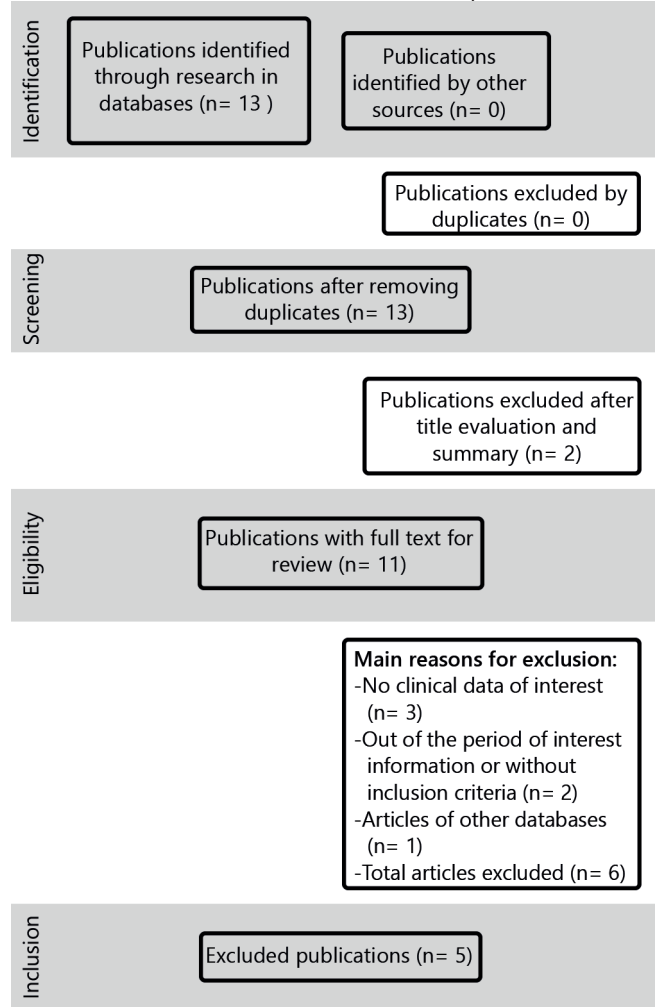 Identification
Publications identified
through research in
databases (n= 13 )
Publications
identified by other
sources (n= 0)
Publications excluded by
duplicates (n= 0)
Screening
Publications after removing
duplicates (n= 13)
Publications excluded after
title evaluation and
summary (n= 2)
Eligibility
Publications with full text for
review (n= 11)
Main reasons for exclusion:
-No clinical data of interest
(n= 3)
-Out of the period of interest
information or without
inclusion criteria (n= 2)
-Articles of other databases
(n= 1)
-Total articles excluded (n= 6)
Inclusion
Excluded publications (n= 5)